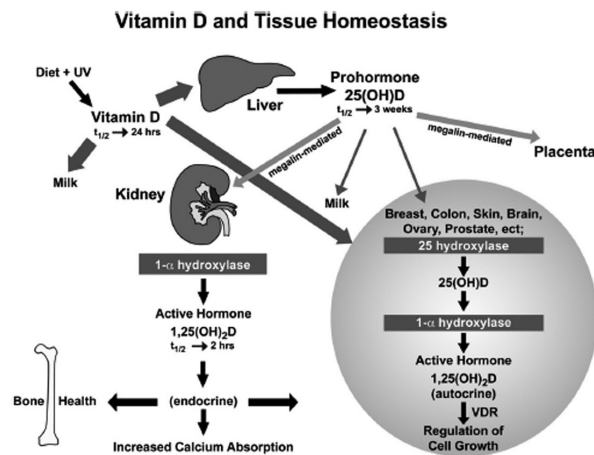 Vitamin D and Tissue Homeostasis
Diet + UV
Vitamin D
t1/2 → 24 hrs
Milk
Liver
Prohormone
25(OH)D
t1/2 → 3 weeks
megalin-mediated
megalin-mediated
Placenta
Milk
Kidney
1-α hydroxylase
Active Hormone
1,25(OH)2D
t1/2 → 2 hrs
(endocrine)
Bone Health
Increased Calcium Absorption
Breast, Colon, Skin, Brain,
Ovary, Prostate, ect;
25 hydroxylase
25(OH)D
1-α hydroxylase
Active Hormone
1,25(OH)2D
(autocrine)
VDR
Regulation of
Cell Growth